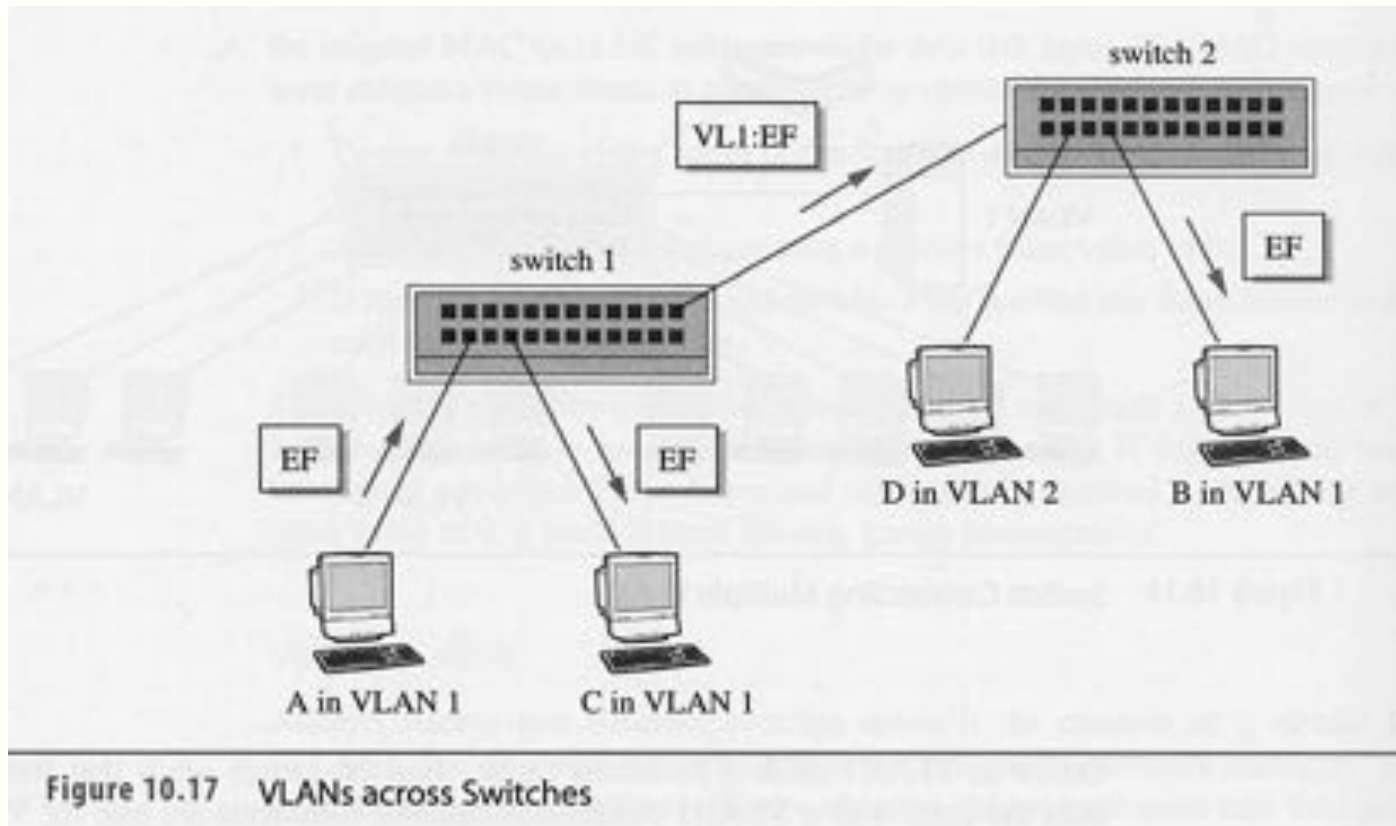 switch 2
VL1:EF
EF
switch 1
EF
EF
D in VLAN 2
B in VLAN 1
A in VLAN 1
C in VLAN 1
Figure 10.17 VLANs across Switches